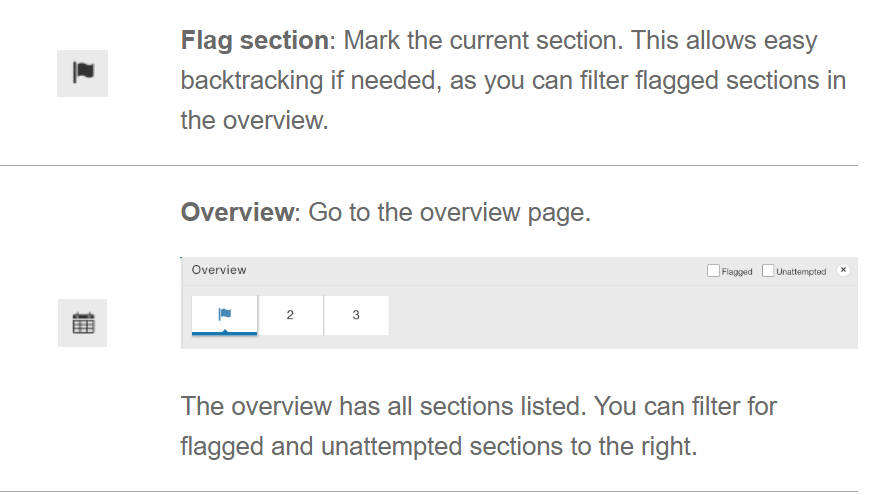 Flag section: Mark the current section. This allows easy
backtracking if needed, as you can filter flagged sections in
the overview.
Overview: Go to the overview page.
Overview
Flagged
Unattempted
2
3
The overview has all sections listed. You can filter for
flagged and unattempted sections to the right.